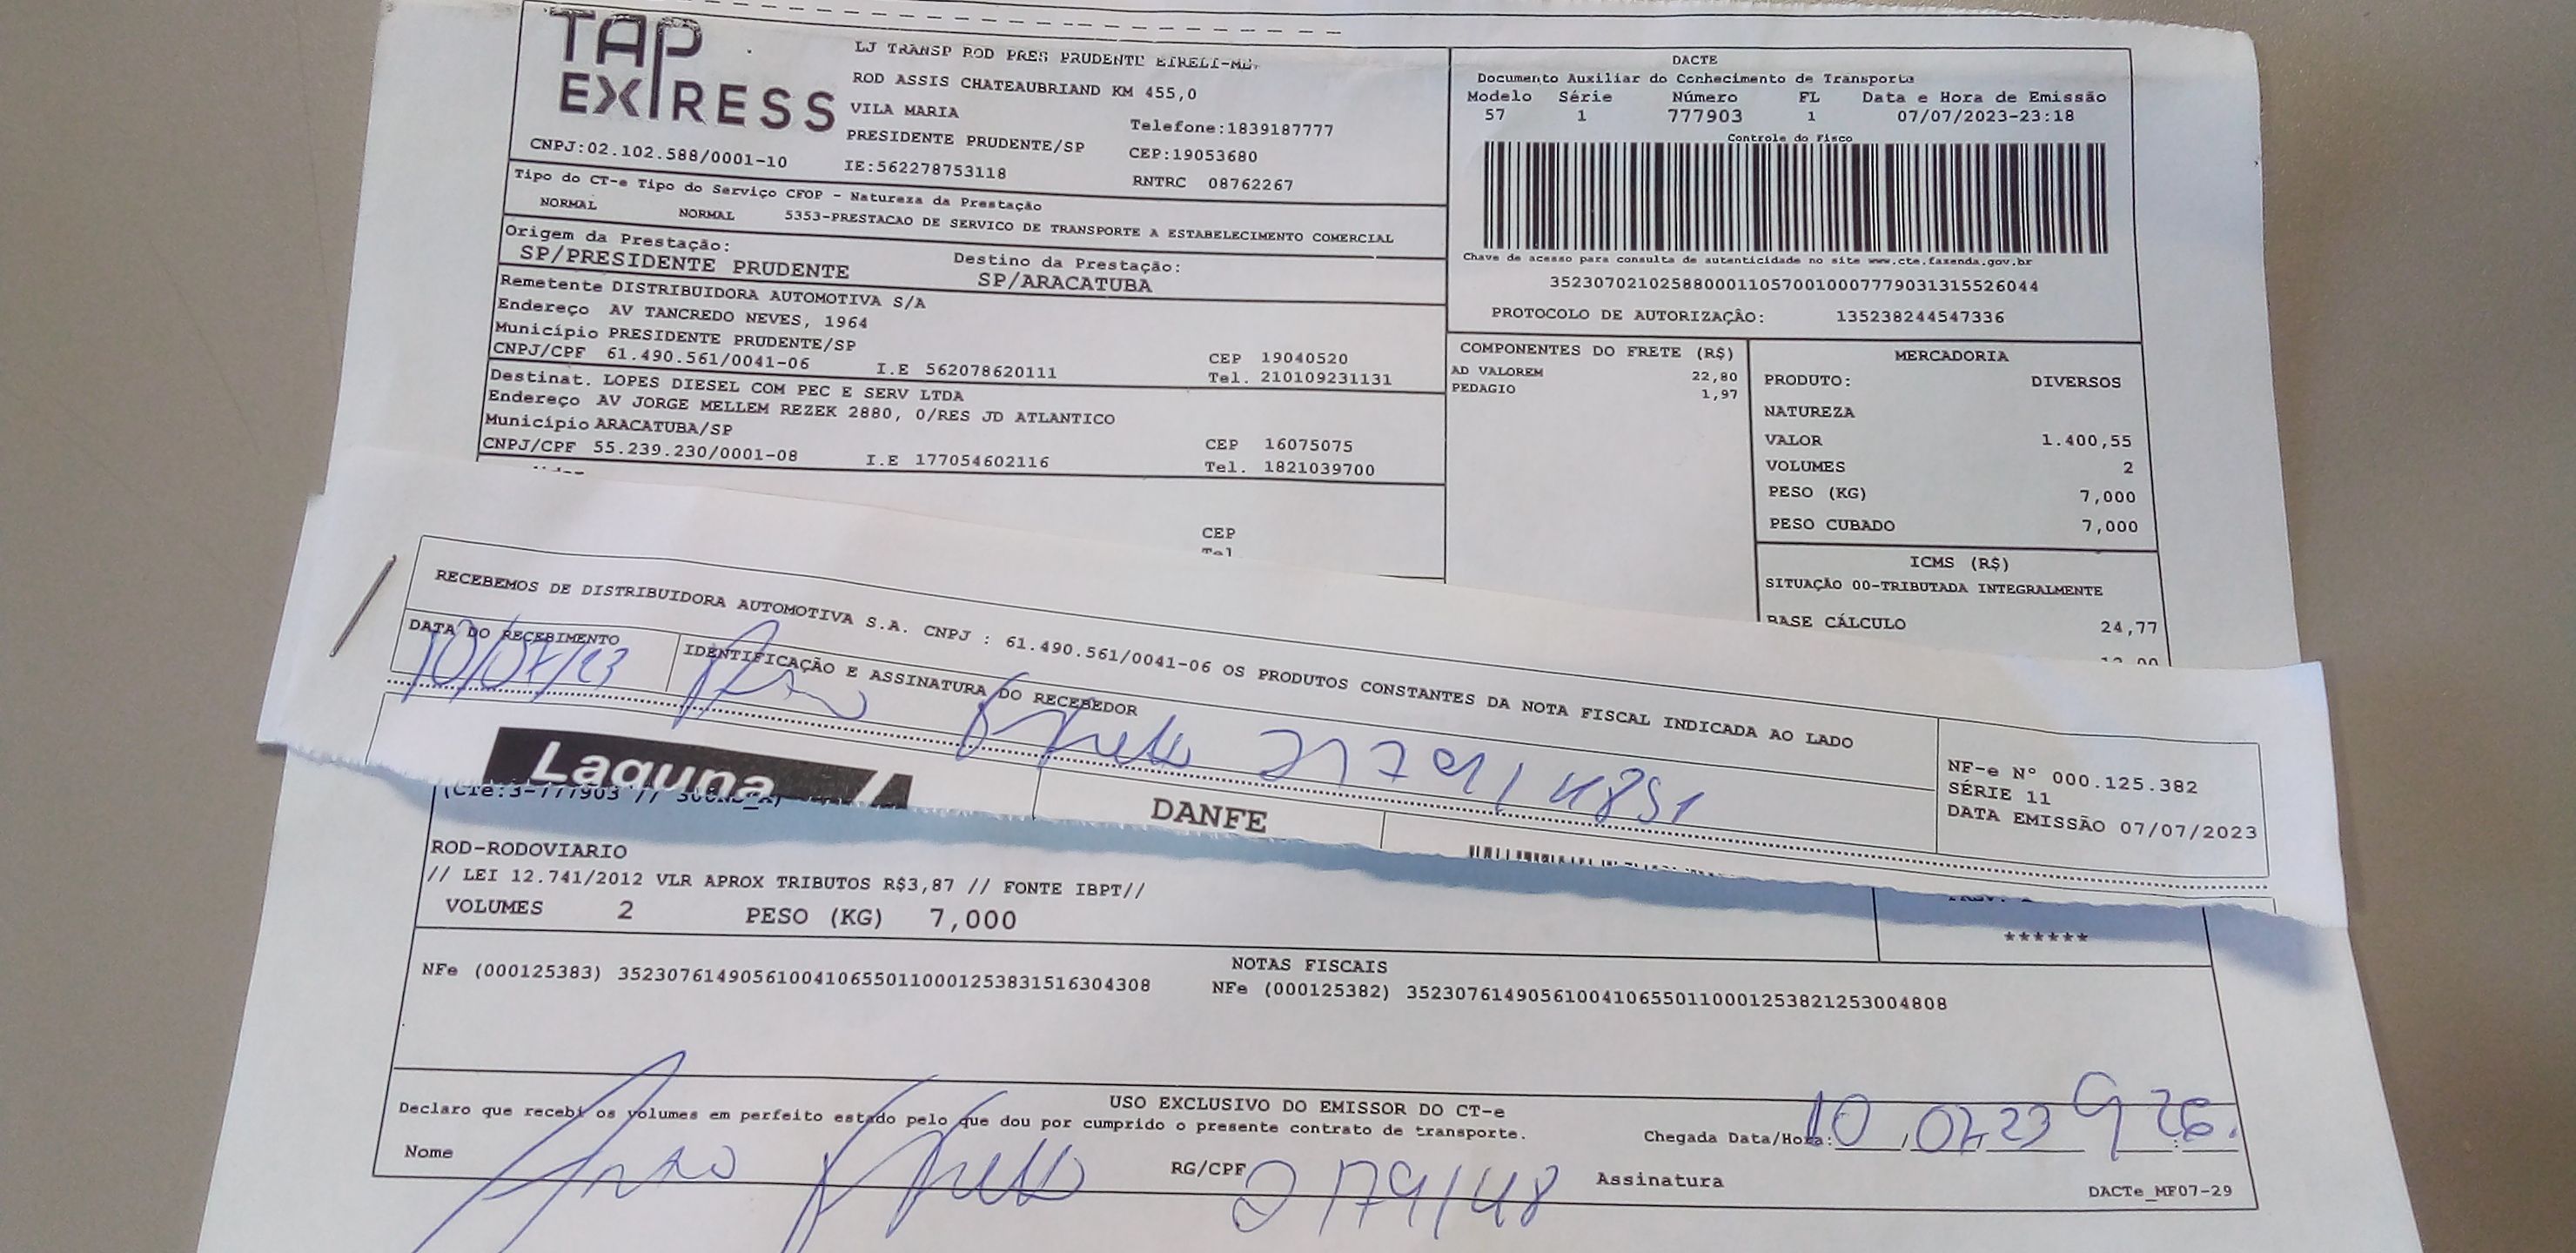 TAP EXPRESS
LJ TRANSP ROD PRES PRUDENTE EIRELI-ME.
ROD ASSIS CHATEAUBRIAND KM 455,0
VILA MARIA
Telefone:1839187777
PRESIDENTE PRUDENTE/SP
CEP:19053680
CNPJ:02.102.588/0001-10
IE:562278753118
RNTRC 08762267
Tipo do CT-e Tipo do Serviço CFOP - Natureza da Prestação
NORMAL NORMAL 5353-PRESTACAO DE SERVICO DE TRANSPORTE A ESTABELECIMENTO COMERCIAL
Origem da Prestação: Destino da Prestação:
SP/PRESIDENTE PRUDENTE SP/ARACATUBA
Remetente DISTRIBUIDORA AUTOMOTIVA S/A
Endereço AV TANCREDO NEVES, 1964
Município PRESIDENTE PRUDENTE/SP CEP 19040520
CNPJ/CPF 61.490.561/0041-06 I.E 562078620111 Tel. 210109231131
Destinat. LOPES DIESEL COM PEC E SERV LTDA
Endereço AV JORGE MELLEM REZEK 2880, 0/RES JD ATLANTICO
Município ARACATUBA/SP CEP 16075075
CNPJ/CPF 55.239.230/0001-08 I.E 177054602116 Tel. 1821039700
CEP
Tel
DACTE
Documento Auxiliar do Conhecimento de Transporte
Modelo Série Número FL Data e Hora de Emissão
57 1 777903 1 07/07/2023-23:18
Controle do Fisco
Chave de acesso para consulta de autenticidade no site www.cte.fazenda.gov.br
35230702102588000110570010007779031315526044
PROTOCOLO DE AUTORIZAÇÃO: 135238244547336
COMPONENTES DO FRETE (R$)
AD VALOREM 22,80
PEDAGIO 1,97
MERCADORIA
PRODUTO: DIVERSOS
NATUREZA
VALOR 1.400,55
VOLUMES 2
PESO (KG) 7,000
PESO CUBADO 7,000
ICMS (R$)
SITUAÇÃO 00-TRIBUTADA INTEGRALMENTE
BASE CÁLCULO 24,77
RECEBEMOS DE DISTRIBUIDORA AUTOMOTIVA S.A. CNPJ : 61.490.561/0041-06 OS PRODUTOS CONSTANTES DA NOTA FISCAL INDICADA AO LADO
DATA DO RECEBIMENTO IDENTIFICAÇÃO E ASSINATURA DO RECEBEDOR
10/07/23
NF-e N° 000.125.382
SÉRIE 11
DATA EMISSÃO 07/07/2023
Laguna
DANFE
ROD-RODOVIARIO
// LEI 12.741/2012 VLR APROX TRIBUTOS R$3,87 // FONTE IBPT//
VOLUMES 2 PESO (KG) 7,000
******
NOTAS FISCAIS
NFe (000125383) 35230761490561004106550110001253831516304308 NFe (000125382) 35230761490561004106550110001253821253004808
USO EXCLUSIVO DO EMISSOR DO CT-e
Declaro que recebi os volumes em perfeito estado pelo que dou por cumprido o presente contrato de transporte.
Chegada Data/Hora: 10/07/23 9:26
Nome RG/CPF 2179148 Assinatura
DACTe_MF07-29